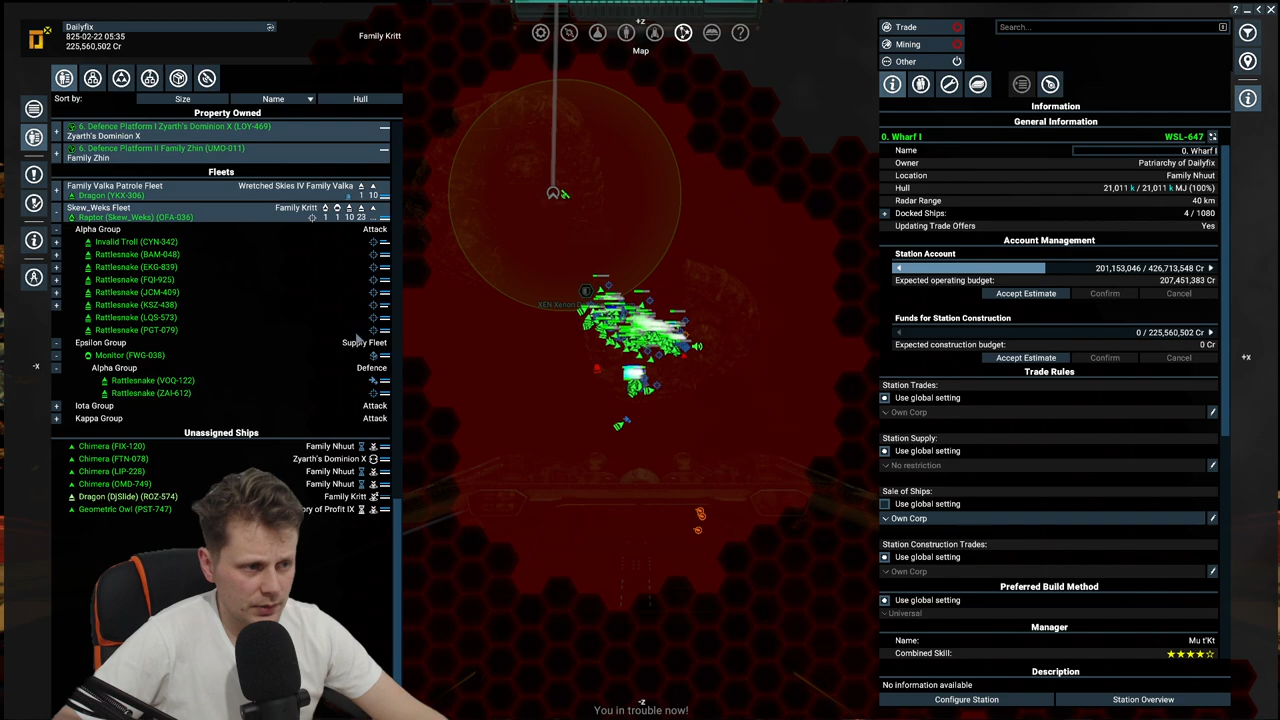 Dailyfix
825-02-22 05:35
225,560,502 Cr
Family Kritt
Sort by:
Size
Name
Hull
Property Owned
6. Defence Platform I Zyarth's Dominion X (LOY-469)
Zyarth's Dominion X
6. Defence Platform II Family Zhin (UMO-011)
Family Zhin
Fleets
Family Valka Patrole Fleet Wretched Skies IV Family Valka
Dragon (YKX-306) 1 10
Skew_Weks Fleet Family Kritt
Raptor (Skew_Weks) (OFA-036) 1 1 10 23 ...
Alpha Group Attack
Invalid Troll (CYN-342)
Rattlesnake (BAM-048)
Rattlesnake (EKG-839)
Rattlesnake (FQI-925)
Rattlesnake (JCM-409)
Rattlesnake (KSZ-438)
Rattlesnake (LQS-573)
Rattlesnake (PGT-079)
Epsilon Group Supply Fleet
Monitor (FWG-038)
Alpha Group Defence
Rattlesnake (VOQ-122)
Rattlesnake (ZAI-612)
Iota Group Attack
Kappa Group Attack
Unassigned Ships
Chimera (FIX-120) Family Nhuut
Chimera (FTN-078) Zyarth's Dominion X
Chimera (LIP-228) Family Nhuut
Chimera (OMD-749) Family Nhuut
Dragon (DjSlide) (ROZ-574) Family Kritt
Geometric Owl (PST-747) ory of Profit IX
+z
Map
-x
+x
-z
XEN Xenon D
You in trouble now!
Trade
Mining
Other
Search...
Information
General Information
0. Wharf I WSL-647
Name 0. Wharf I
Owner Patriarchy of Dailyfix
Location Family Nhuut
Hull 21,011 k / 21,011 k MJ (100%)
Radar Range 40 km
Docked Ships: 4 / 1080
Updating Trade Offers Yes
Account Management
Station Account
201,153,046 / 426,713,548 Cr
Expected operating budget: 207,451,383 Cr
Accept Estimate Confirm Cancel
Funds for Station Construction
0 / 225,560,502 Cr
Expected construction budget: 0 Cr
Accept Estimate Confirm Cancel
Trade Rules
Station Trades:
Use global setting
Own Corp
Station Supply:
Use global setting
No restriction
Sale of Ships:
Use global setting
Own Corp
Station Construction Trades:
Use global setting
Own Corp
Preferred Build Method
Use global setting
Universal
Manager
Name: Mu t'Kt
Combined Skill:
Description
No information available
Configure Station Station Overview